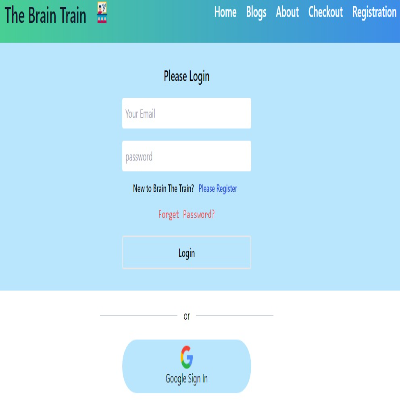 The Brain Train
Home Blogs About Checkout Registration
Please Login
Your Email
password
New to Brain The Train? Please Register
Forget Password?
Login
or
Google Sign In